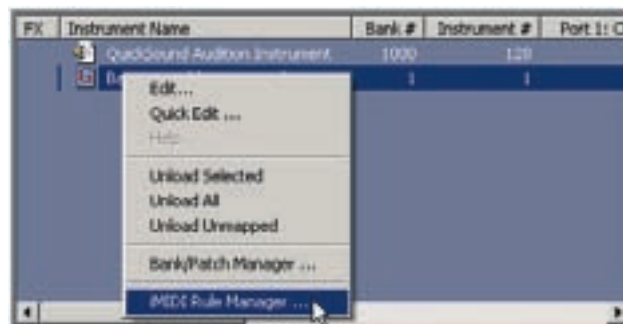 FX Instrument Name Bank # Instrument # Port 1: C
QuickSound Audition Instrument 1000 128
1 1
Edit...
Quick Edit ...
Help
Unload Selected
Unload All
Unload Unmapped
Bank/Patch Manager ...
iMIDI Rule Manager ...